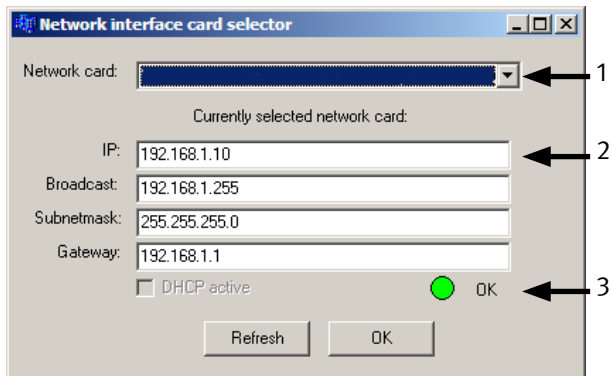 Network interface card selector
Network card:
1
Currently selected network card:
IP: 192.168.1.10
2
Broadcast: 192.168.1.255
Subnetmask: 255.255.255.0
Gateway: 192.168.1.1
DHCP active OK
3
Refresh OK